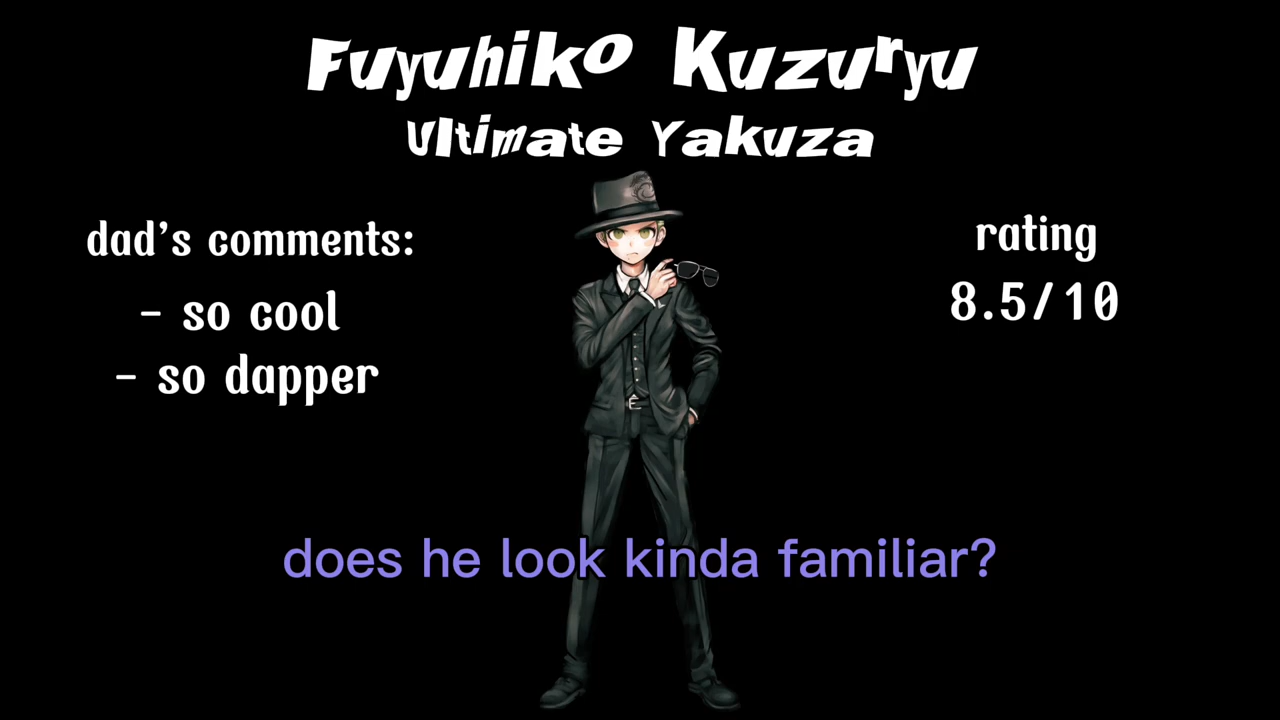 Fuyuhiko Kuzuryu
Ultimate Yakuza
dad's comments:
- so cool
- so dapper
rating
8.5/10
does he look kinda familiar?